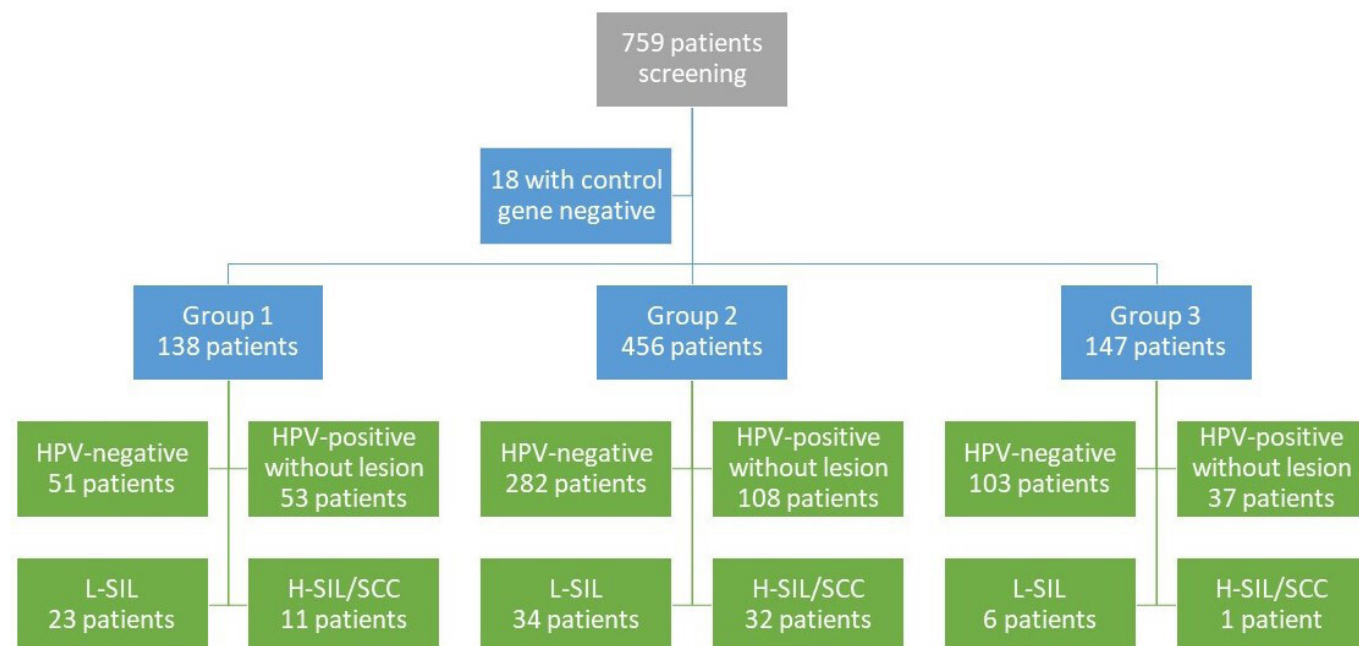 759 patients
screening
18 with control
gene negative
Group 1
138 patients
Group 2
456 patients
Group 3
147 patients
HPV-negative
51 patients
HPV-positive
without lesion
53 patients
HPV-negative
282 patients
HPV-positive
without lesion
108 patients
HPV-negative
103 patients
HPV-positive
without lesion
37 patients
L-SIL
23 patients
H-SIL/SCC
11 patients
L-SIL
34 patients
H-SIL/SCC
32 patients
L-SIL
6 patients
H-SIL/SCC
1 patient